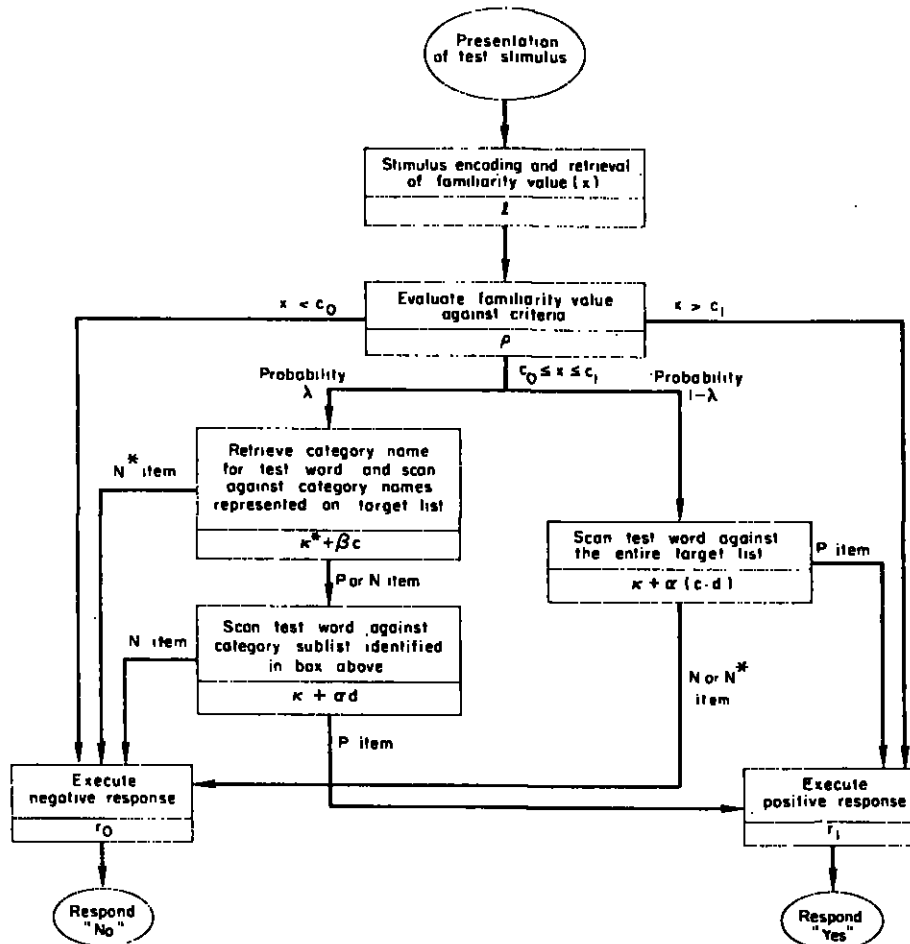 Presentation
of test stimulus
Stimulus encoding and retrieval
of familiarity value (x)
ℓ
x < c₀
Evaluate familiarity value
against criteria
x > c₁
ρ
Probability
λ
c₀ ≤ x ≤ c₁
Probability
1-λ
N* item
Retrieve category name
for test word and scan
against category names
represented on target list
κ* + βc
P or N item
Scan test word against
the entire target list
κ + α (c·d)
P item
N item
Scan test word against
category sublist identified
in box above
κ + αd
P item
N or N*
item
Execute
negative response
r₀
Execute
positive response
r₁
Respond
"No"
Respond
"Yes"